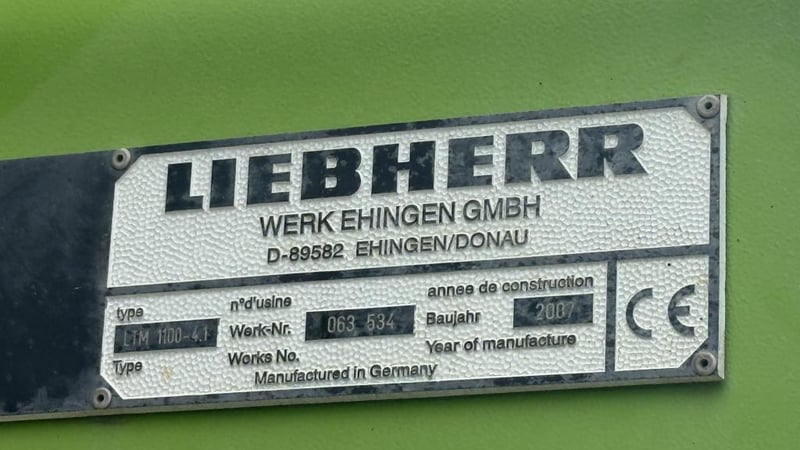 LIEBHERR
WERK EHINGEN GMBH
D-89582 EHINGEN/DONAU
type n°d'usine annee de construction
LTM 1100-4.1 Werk-Nr. 063 534 Baujahr 2007
Type Works No. Year of manufacture
Manufactured in Germany
CE